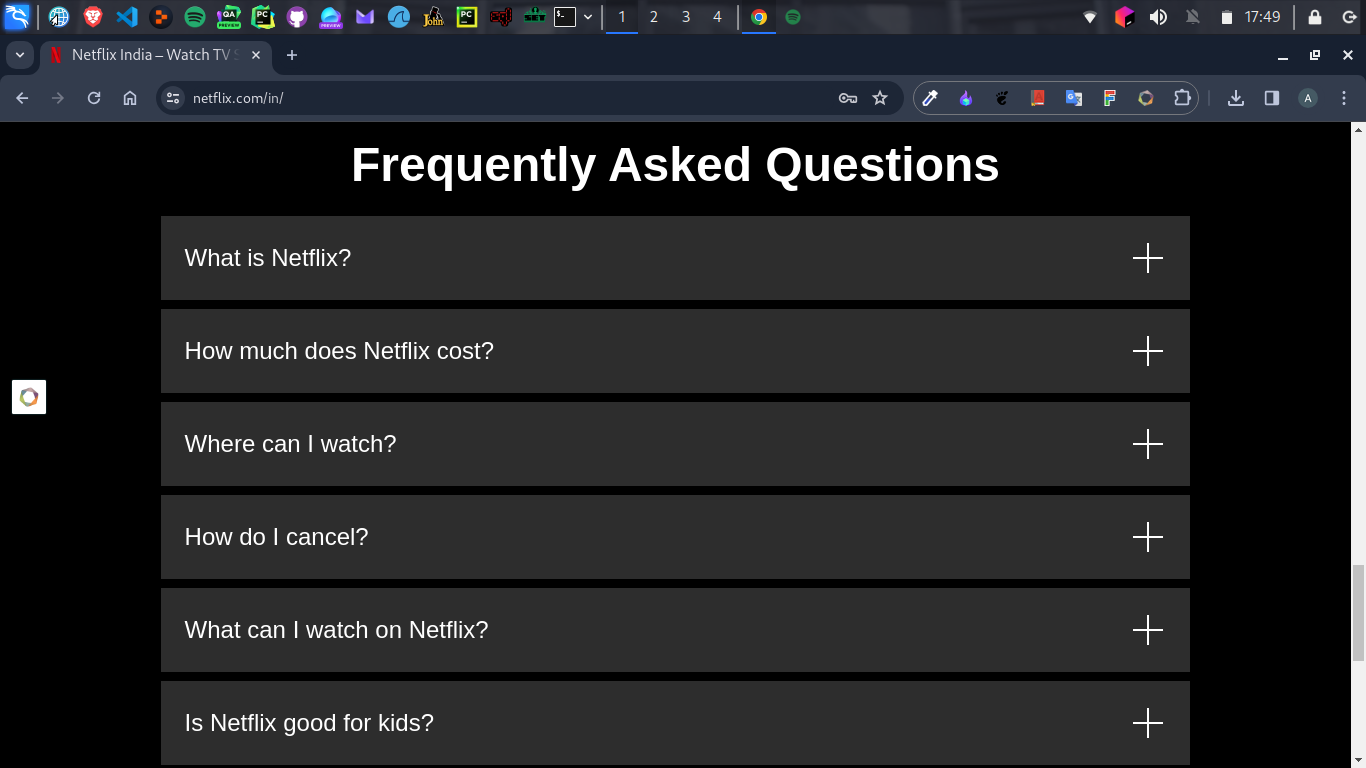 1 2 3 4 17:49
Netflix India – Watch TV S
netflix.com/in/
A
Frequently Asked Questions
What is Netflix?
How much does Netflix cost?
Where can I watch?
How do I cancel?
What can I watch on Netflix?
Is Netflix good for kids?